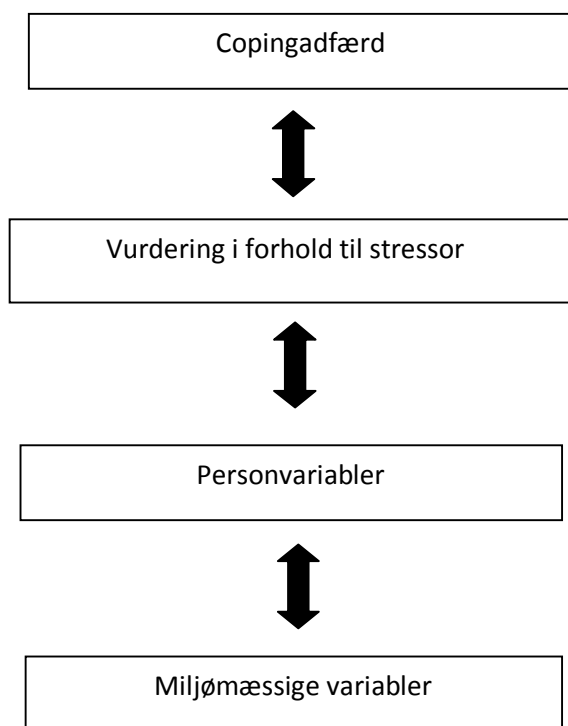 Copingadfærd
Vurdering i forhold til stressor
Personvariabler
Miljømæssige variabler